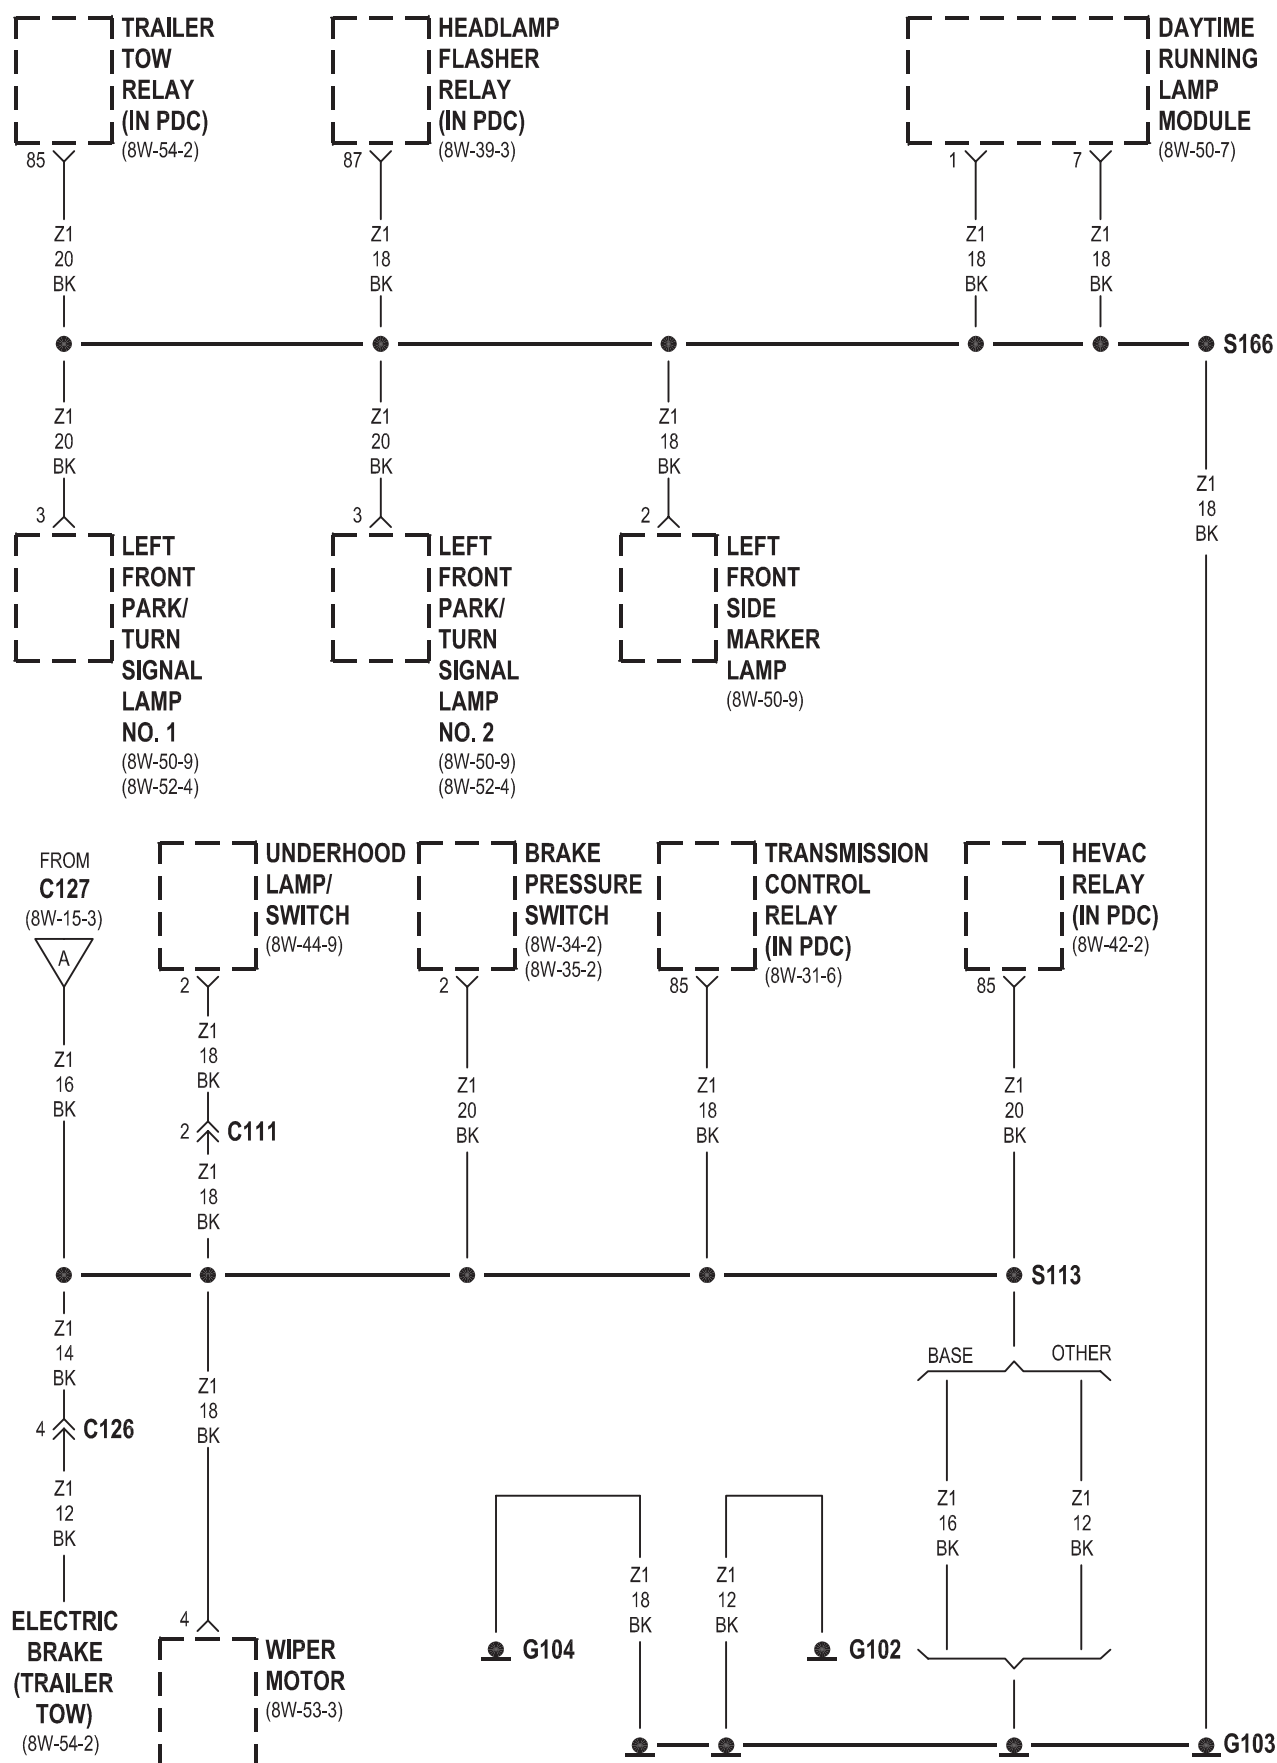 TRAILER
TOW
RELAY
(IN PDC)
(8W-54-2)
85
HEADLAMP
FLASHER
RELAY
(IN PDC)
(8W-39-3)
87
DAYTIME
RUNNING
LAMP
MODULE
(8W-50-7)
1
7
Z1
20
BK
Z1
18
BK
Z1
18
BK
Z1
18
BK
S166
Z1
20
BK
Z1
20
BK
Z1
18
BK
Z1
18
BK
3
LEFT
FRONT
PARK/
TURN
SIGNAL
LAMP
NO. 1
(8W-50-9)
(8W-52-4)
3
LEFT
FRONT
PARK/
TURN
SIGNAL
LAMP
NO. 2
(8W-50-9)
(8W-52-4)
2
LEFT
FRONT
SIDE
MARKER
LAMP
(8W-50-9)
FROM
C127
(8W-15-3)
A
UNDERHOOD
LAMP/
SWITCH
(8W-44-9)
2
BRAKE
PRESSURE
SWITCH
(8W-34-2)
(8W-35-2)
2
TRANSMISSION
CONTROL
RELAY
(IN PDC)
(8W-31-6)
85
HEVAC
RELAY
(IN PDC)
(8W-42-2)
85
Z1
16
BK
Z1
18
BK
2
C111
Z1
18
BK
Z1
20
BK
Z1
18
BK
Z1
20
BK
S113
Z1
14
BK
4
C126
Z1
12
BK
ELECTRIC
BRAKE
(TRAILER
TOW)
(8W-54-2)
Z1
18
BK
4
WIPER
MOTOR
(8W-53-3)
BASE
OTHER
Z1
16
BK
Z1
12
BK
Z1
18
BK
Z1
12
BK
G104
G102
G103